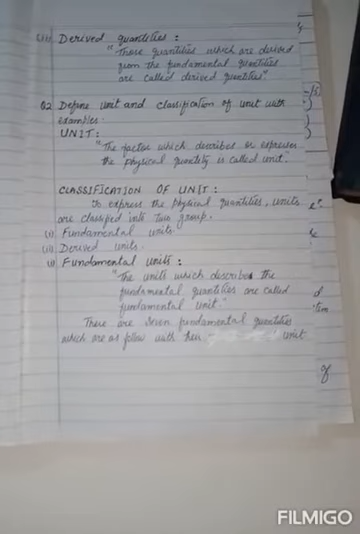 (ii) Derived quantities :
"Those quantities which are derived
from the fundamental quantities
are called derived quantities"
Q2 Define unit and classification of unit with
examples.
UNIT :
"The factor which describes or expresses
the physical quantity is called unit."
CLASSIFICATION OF UNIT :
To express the physical quantities, units
are classified into two group.
(i) Fundamental units.
(ii) Derived units.
(i) Fundamental units :
"The units which describes the
fundamental quantities are called
fundamental unit."
There are seven fundamental quantities
which are as follow with their unit
of
FILMIGO